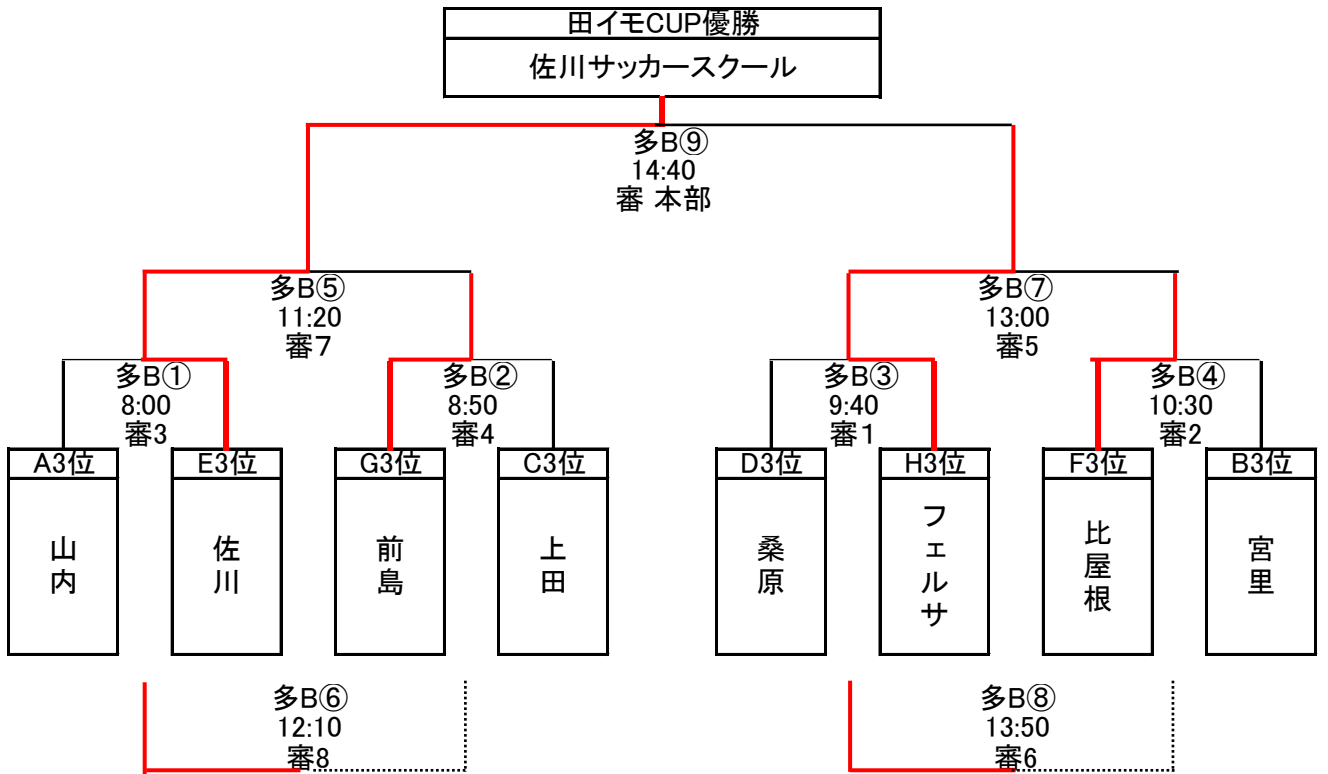 田イモCUP優勝
佐川サッカースクール
多B⑨
14:40
審 本部
多B⑤
11:20
審7
多B⑦
13:00
審5
多B①
8:00
審3
多B②
8:50
審4
多B③
9:40
審1
多B④
10:30
審2
A3位
E3位
G3位
C3位
D3位
H3位
F3位
B3位
山内
佐川
前島
上田
桑原
フェルサ
比屋根
宮里
多B⑥
12:10
審8
多B⑧
13:50
審6